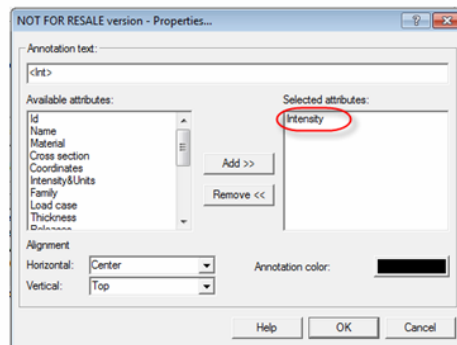 NOT FOR RESALE version - Properties...
Annotation text:
<Int>
Available attributes:
Id
Name
Material
Cross section
Coordinates
Intensity&Units
Family
Load case
Thickness
Releases
Add >>
Remove <<
Selected attributes:
Intensity
Alignment
Horizontal: Center
Vertical: Top
Annotation color:
Help OK Cancel